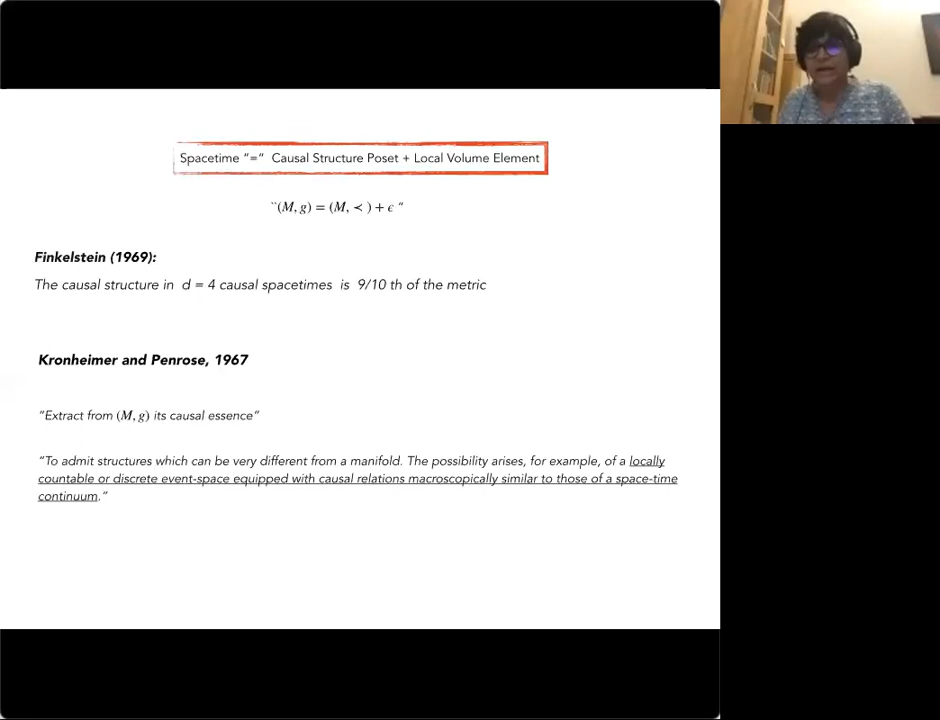 Spacetime "=" Causal Structure Poset + Local Volume Element
``(M, g) = (M, ≺ ) + ϵ "
Finkelstein (1969):
The causal structure in d = 4 causal spacetimes is 9/10 th of the metric
Kronheimer and Penrose, 1967
"Extract from (M, g) its causal essence"
"To admit structures which can be very different from a manifold. The possibility arises, for example, of a locally
countable or discrete event-space equipped with causal relations macroscopically similar to those of a space-time
continuum."